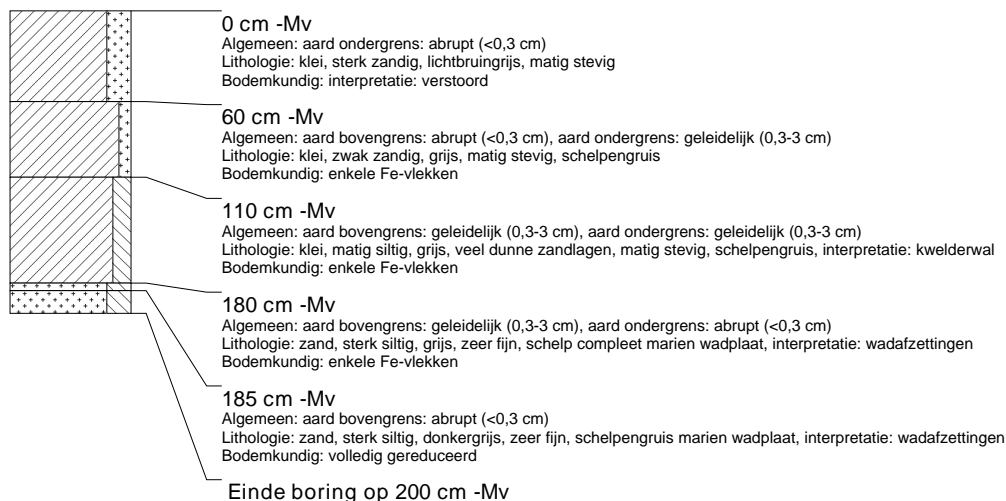 0 cm -Mv
Algemeen: aard ondergrens: abrupt (<0,3 cm)
Lithologie: klei, sterk zandig, lichtbruingrijs, matig stevig
Bodemkundig: interpretatie: verstoord
60 cm -Mv
Algemeen: aard bovengrens: abrupt (<0,3 cm), aard ondergrens: geleidelijk (0,3-3 cm)
Lithologie: klei, zwak zandig, grijs, matig stevig, schelpengruis
Bodemkundig: enkele Fe-vlekken
110 cm -Mv
Algemeen: aard bovengrens: geleidelijk (0,3-3 cm), aard ondergrens: geleidelijk (0,3-3 cm)
Lithologie: klei, matig siltig, grijs, veel dunne zandlagen, matig stevig, schelpengruis, interpretatie: kwelderwal
Bodemkundig: enkele Fe-vlekken
180 cm -Mv
Algemeen: aard bovengrens: geleidelijk (0,3-3 cm), aard ondergrens: abrupt (<0,3 cm)
Lithologie: zand, sterk siltig, grijs, zeer fijn, schelp compleet marien wadplaat, interpretatie: wadafzettingen
Bodemkundig: enkele Fe-vlekken
185 cm -Mv
Algemeen: aard bovengrens: abrupt (<0,3 cm)
Lithologie: zand, sterk siltig, donkergrijs, zeer fijn, schelpengruis marien wadplaat, interpretatie: wadafzettingen
Bodemkundig: volledig gereduceerd
Einde boring op 200 cm -Mv